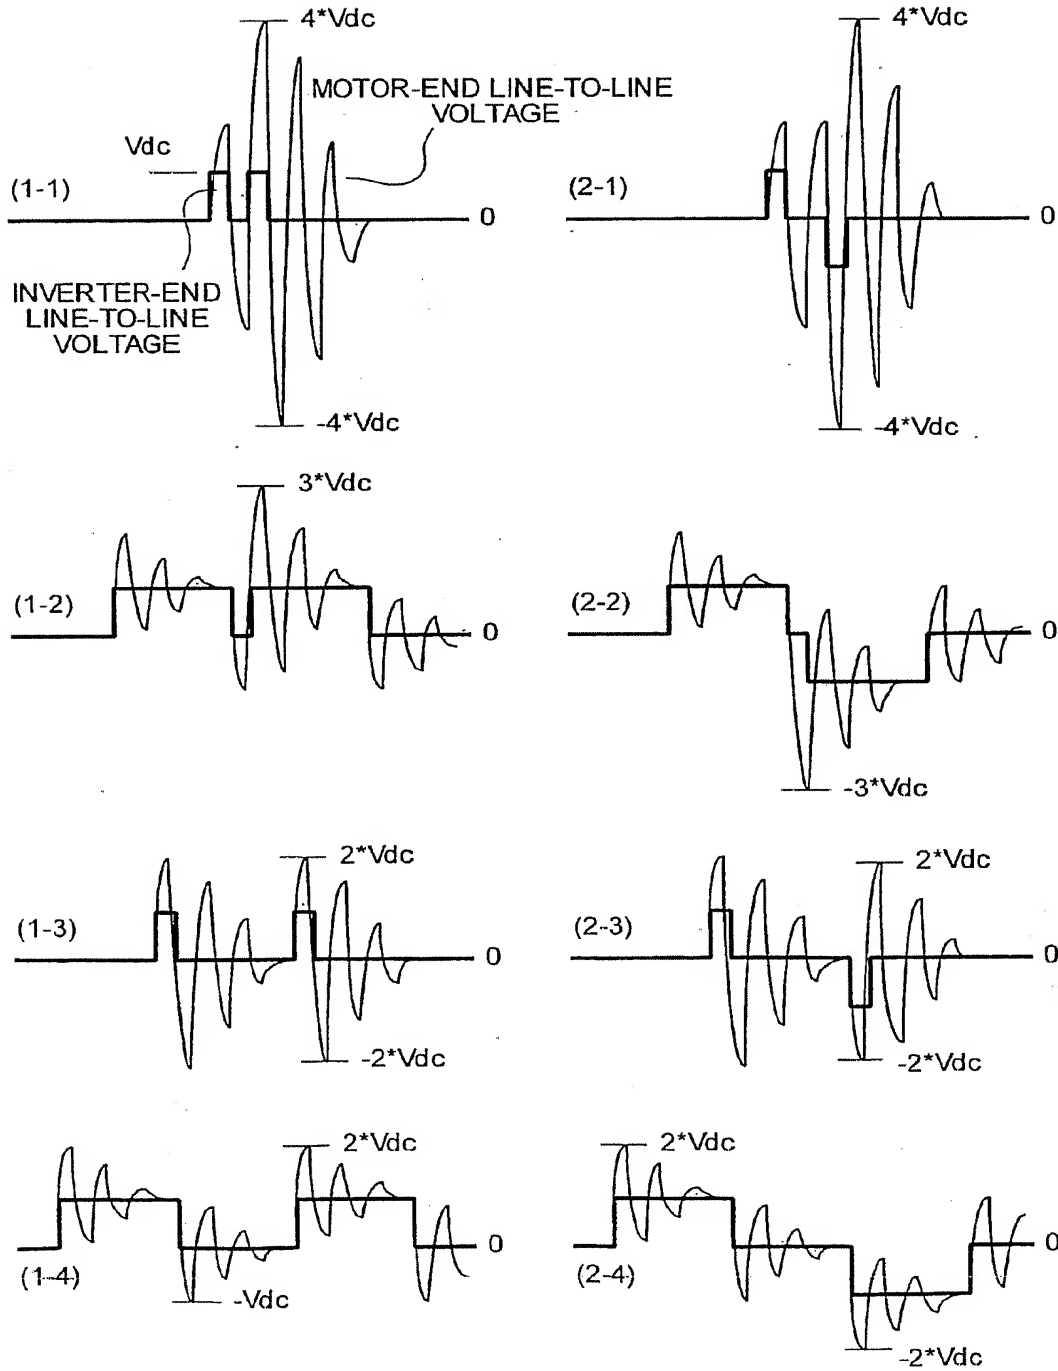 4*Vdc
4*Vdc
MOTOR-END LINE-TO-LINE
VOLTAGE
Vdc
(1-1)
(2-1)
0
0
INVERTER-END
LINE-TO-LINE
VOLTAGE
-4*Vdc
-4*Vdc
3*Vdc
(1-2)
(2-2)
0
0
-3*Vdc
2*Vdc
2*Vdc
(1-3)
(2-3)
0
0
-2*Vdc
-2*Vdc
2*Vdc
2*Vdc
0
0
(1-4)
(2-4)
-Vdc
-2*Vdc